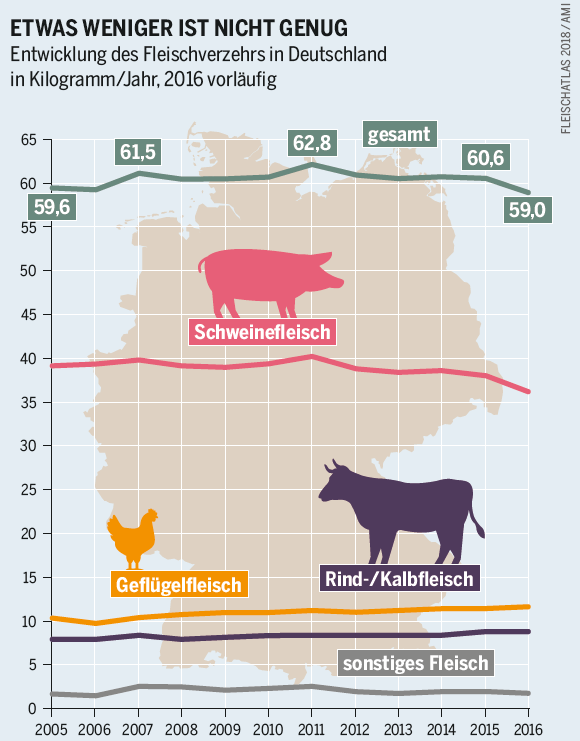 ETWAS WENIGER IST NICHT GENUG
Entwicklung des Fleischverzehrs in Deutschland
in Kilogramm/Jahr, 2016 vorläufig
FLEISCHATLAS 2018 / AMI
65
60
55
50
45
40
35
30
25
20
15
10
5
0
59,6
61,5
62,8
gesamt
60,6
59,0
Schweinefleisch
Geflügelfleisch
Rind-/Kalbfleisch
sonstiges Fleisch
2005 2006 2007 2008 2009 2010 2011 2012 2013 2014 2015 2016